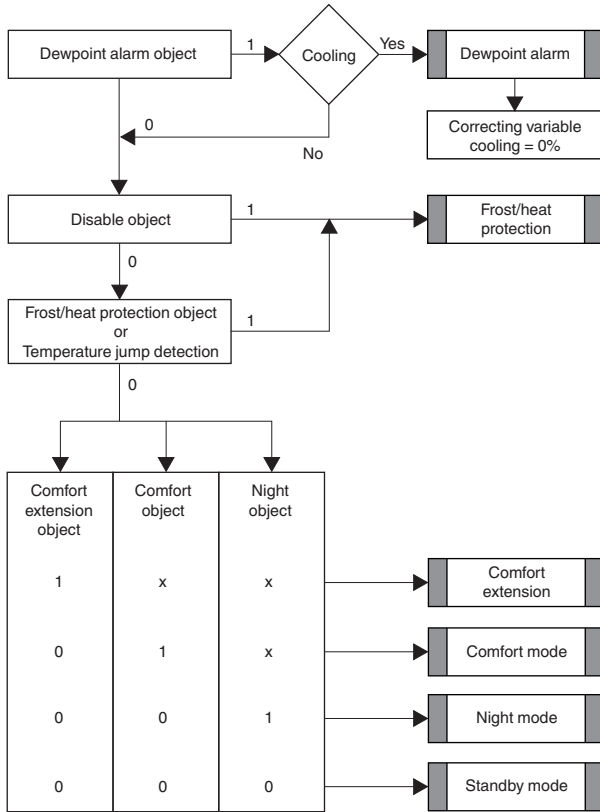 Dewpoint alarm object
1
Cooling
Yes
Dewpoint alarm
0
No
Correcting variable
cooling = 0%
Disable object
1
Frost/heat
protection
0
Frost/heat protection object
or
Temperature jump detection
1
0
Comfort
extension
object
Comfort
object
Night
object
1 x x
Comfort
extension
0 1 x
Comfort mode
0 0 1
Night mode
0 0 0
Standby mode